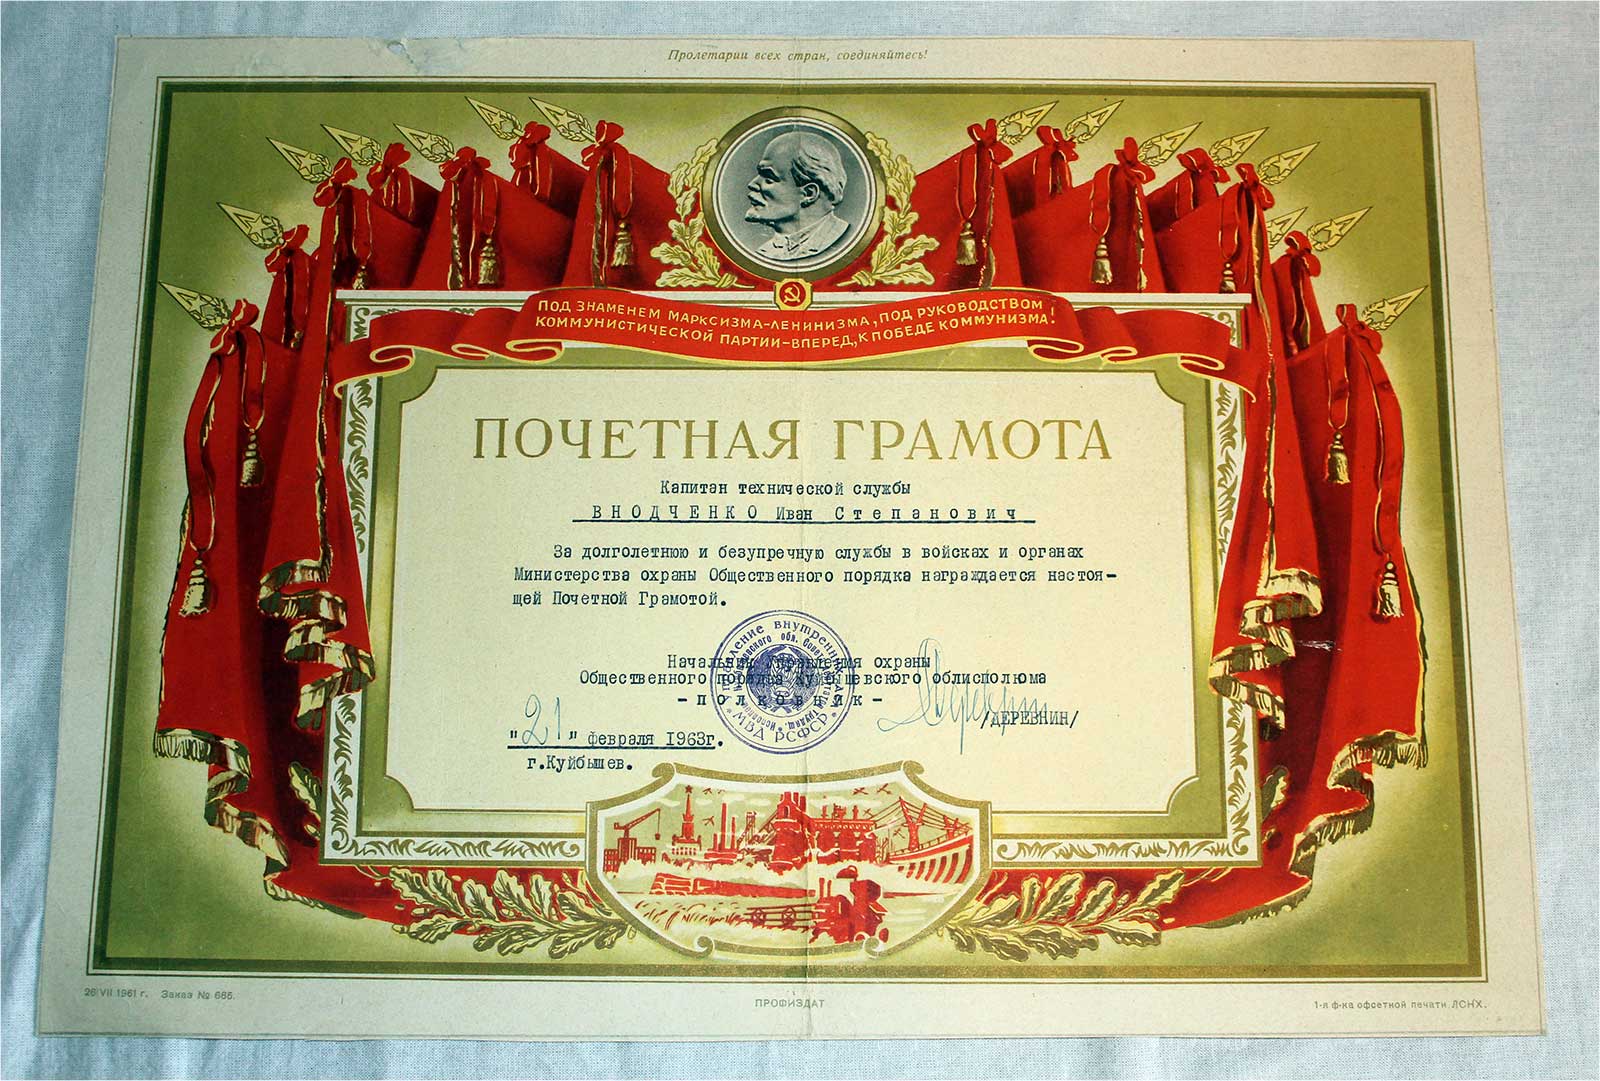 Пролетарии всех стран, соединяйтесь!
ПОД ЗНАМЕНЕМ МАРКСИЗМА-ЛЕНИНИЗМА, ПОД РУКОВОДСТВОМ
КОММУНИСТИЧЕСКОЙ ПАРТИИ-ВПЕРЕД, К ПОБЕДЕ КОММУНИЗМА!
ПОЧЕТНАЯ ГРАМОТА
Капитан технической службы
ВНОДЧЕНКО Иван Степанович
За долголетнюю и безупречную службы в войсках и органах
Министерства охраны Общественного порядка награждается настоя-
щей Почетной Грамотой.
Начальник Управления охраны
Общественного порядка Куйбышевского облисполюма
-полковник-
/ДЕРЕВНИН/
"21" февраля 1963г.
г.Куйбышев.
Управление внутренних
МВД РСФСР
26/VII 1961 г. Заказ № 665.
ПРОФИЗДАТ
1-я ф-ка офсетной печати ЛСНХ.